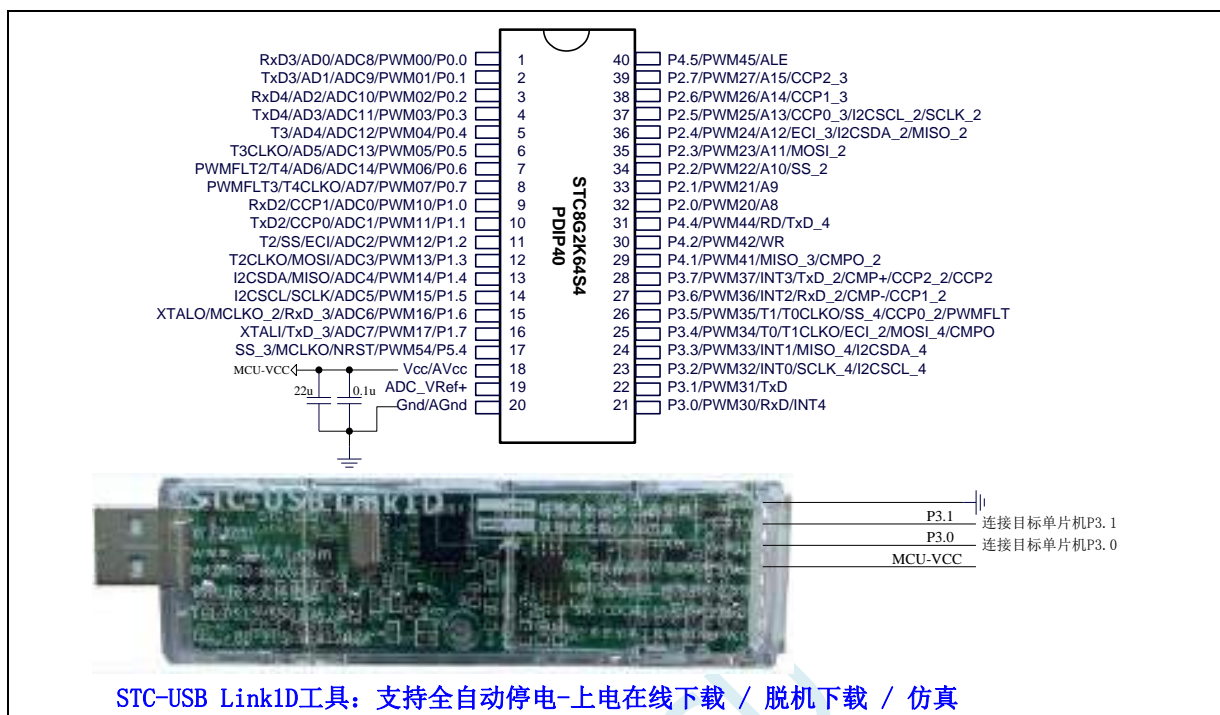 RxD3/AD0/ADC8/PWM00/P0.0 1 40 P4.5/PWM45/ALE
TxD3/AD1/ADC9/PWM01/P0.1 2 39 P2.7/PWM27/A15/CCP2_3
RxD4/AD2/ADC10/PWM02/P0.2 3 38 P2.6/PWM26/A14/CCP1_3
TxD4/AD3/ADC11/PWM03/P0.3 4 37 P2.5/PWM25/A13/CCP0_3/I2CSCL_2/SCLK_2
T3/AD4/ADC12/PWM04/P0.4 5 36 P2.4/PWM24/A12/ECI_3/I2CSDA_2/MISO_2
T3CLKO/AD5/ADC13/PWM05/P0.5 6 35 P2.3/PWM23/A11/MOSI_2
PWMFLT2/T4/AD6/ADC14/PWM06/P0.6 7 34 P2.2/PWM22/A10/SS_2
PWMFLT3/T4CLKO/AD7/PWM07/P0.7 8 33 P2.1/PWM21/A9
RxD2/CCP1/ADC0/PWM10/P1.0 9 32 P2.0/PWM20/A8
TxD2/CCP0/ADC1/PWM11/P1.1 10 31 P4.4/PWM44/RD/TxD_4
T2/SS/ECI/ADC2/PWM12/P1.2 11 30 P4.2/PWM42/WR
T2CLKO/MOSI/ADC3/PWM13/P1.3 12 29 P4.1/PWM41/MISO_3/CMPO_2
I2CSDA/MISO/ADC4/PWM14/P1.4 13 28 P3.7/PWM37/INT3/TxD_2/CMP+/CCP2_2/CCP2
I2CSCL/SCLK/ADC5/PWM15/P1.5 14 27 P3.6/PWM36/INT2/RxD_2/CMP-/CCP1_2
XTALO/MCLKO_2/RxD_3/ADC6/PWM16/P1.6 15 26 P3.5/PWM35/T1/T0CLKO/SS_4/CCP0_2/PWMFLT
XTALI/TxD_3/ADC7/PWM17/P1.7 16 25 P3.4/PWM34/T0/T1CLKO/ECI_2/MOSI_4/CMPO
SS_3/MCLKO/NRST/PWM54/P5.4 17 24 P3.3/PWM33/INT1/MISO_4/I2CSDA_4
MCU-VCC Vcc/AVcc 18 23 P3.2/PWM32/INT0/SCLK_4/I2CSCL_4
ADC_VRef+ 19 22 P3.1/PWM31/TxD
22u 0.1u Gnd/AGnd 20 21 P3.0/PWM30/RxD/INT4
STC8G2K64S4
PDIP40
STC-USB Link1D
P3.1 连接目标单片机P3.1
P3.0 连接目标单片机P3.0
MCU-VCC
STC-USB Link1D工具: 支持全自动停电-上电在线下载 / 脱机下载 / 仿真